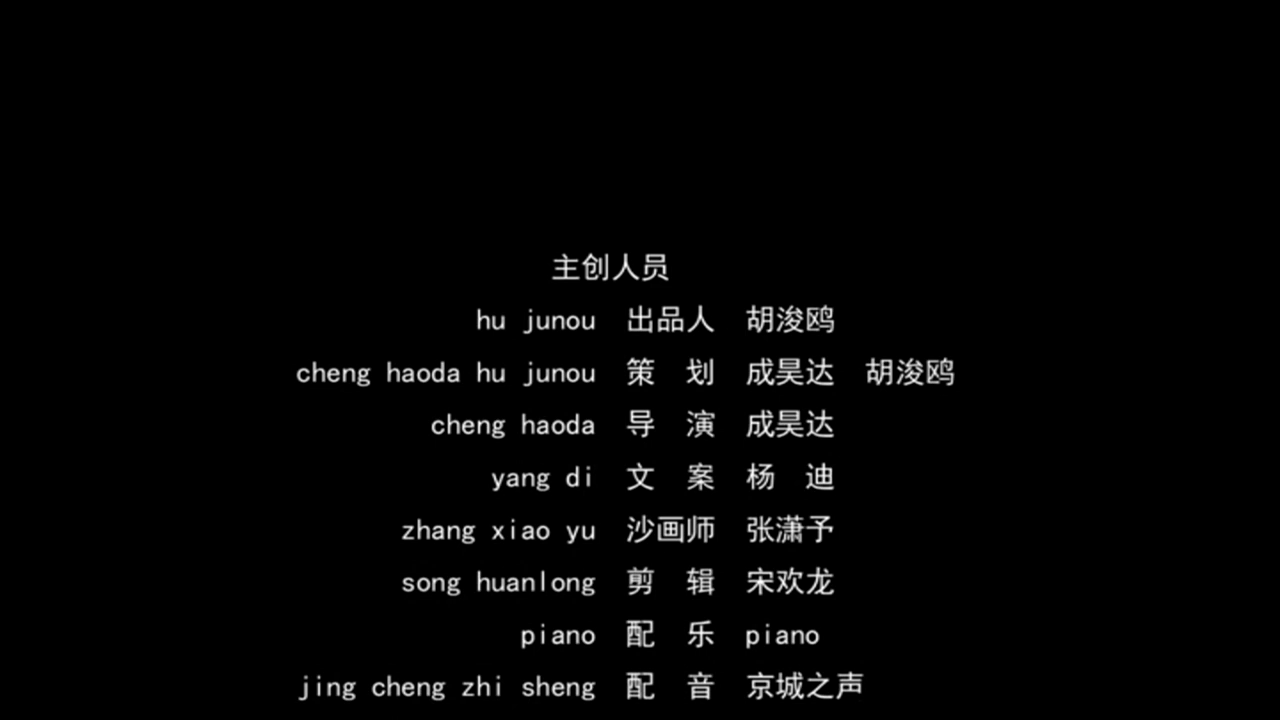 主创人员
hu junou 出品人 胡浚鸥
cheng haoda hu junou 策 划 成昊达 胡浚鸥
cheng haoda 导 演 成昊达
yang di 文 案 杨 迪
zhang xiao yu 沙画师 张潇予
song huanlong 剪 辑 宋欢龙
piano 配 乐 piano
jing cheng zhi sheng 配 音 京城之声